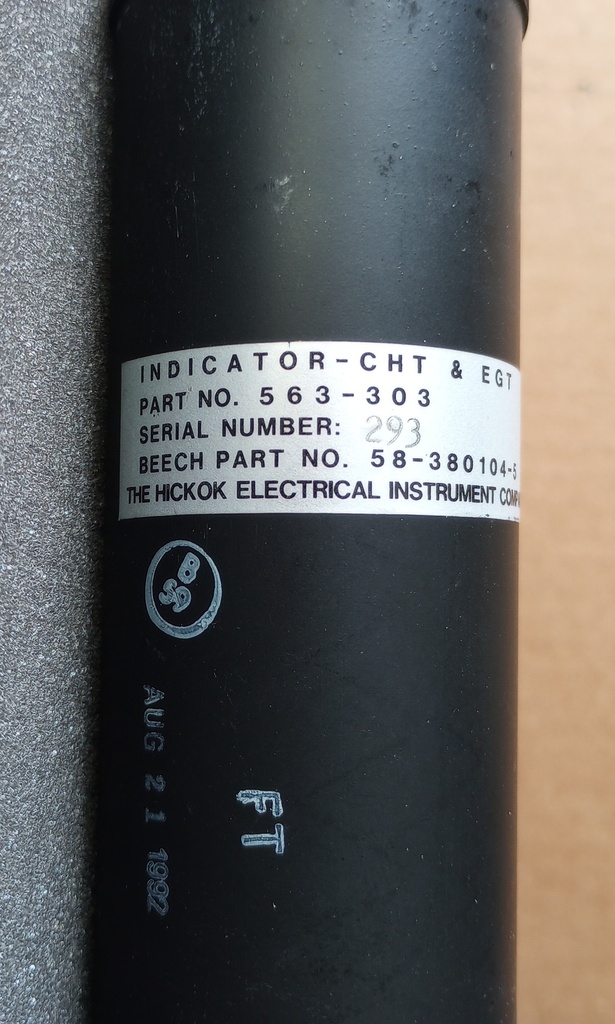 INDICATOR-CHT & EGT
PART NO. 563-303
SERIAL NUMBER: 293
BEECH PART NO. 58-380104-5
THE HICKOK ELECTRICAL INSTRUMENT
B
59
AUG 21 1992
FT